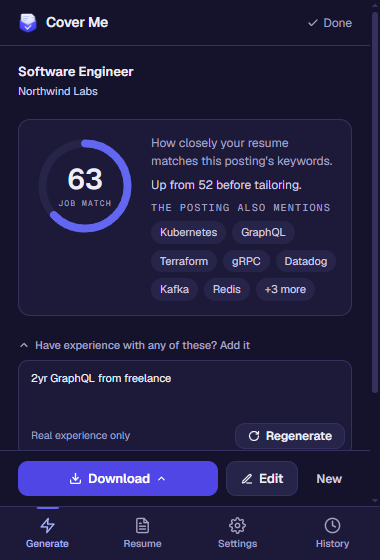 Cover Me
Done
Software Engineer
Northwind Labs
63
JOB MATCH
How closely your resume
matches this posting's keywords.
Up from 52 before tailoring.
THE POSTING ALSO MENTIONS
Kubernetes GraphQL
Terraform gRPC Datadog
Kafka Redis +3 more
Have experience with any of these? Add it
2yr GraphQL from freelance
Real experience only
Regenerate
Download Edit New
Generate Resume Settings History